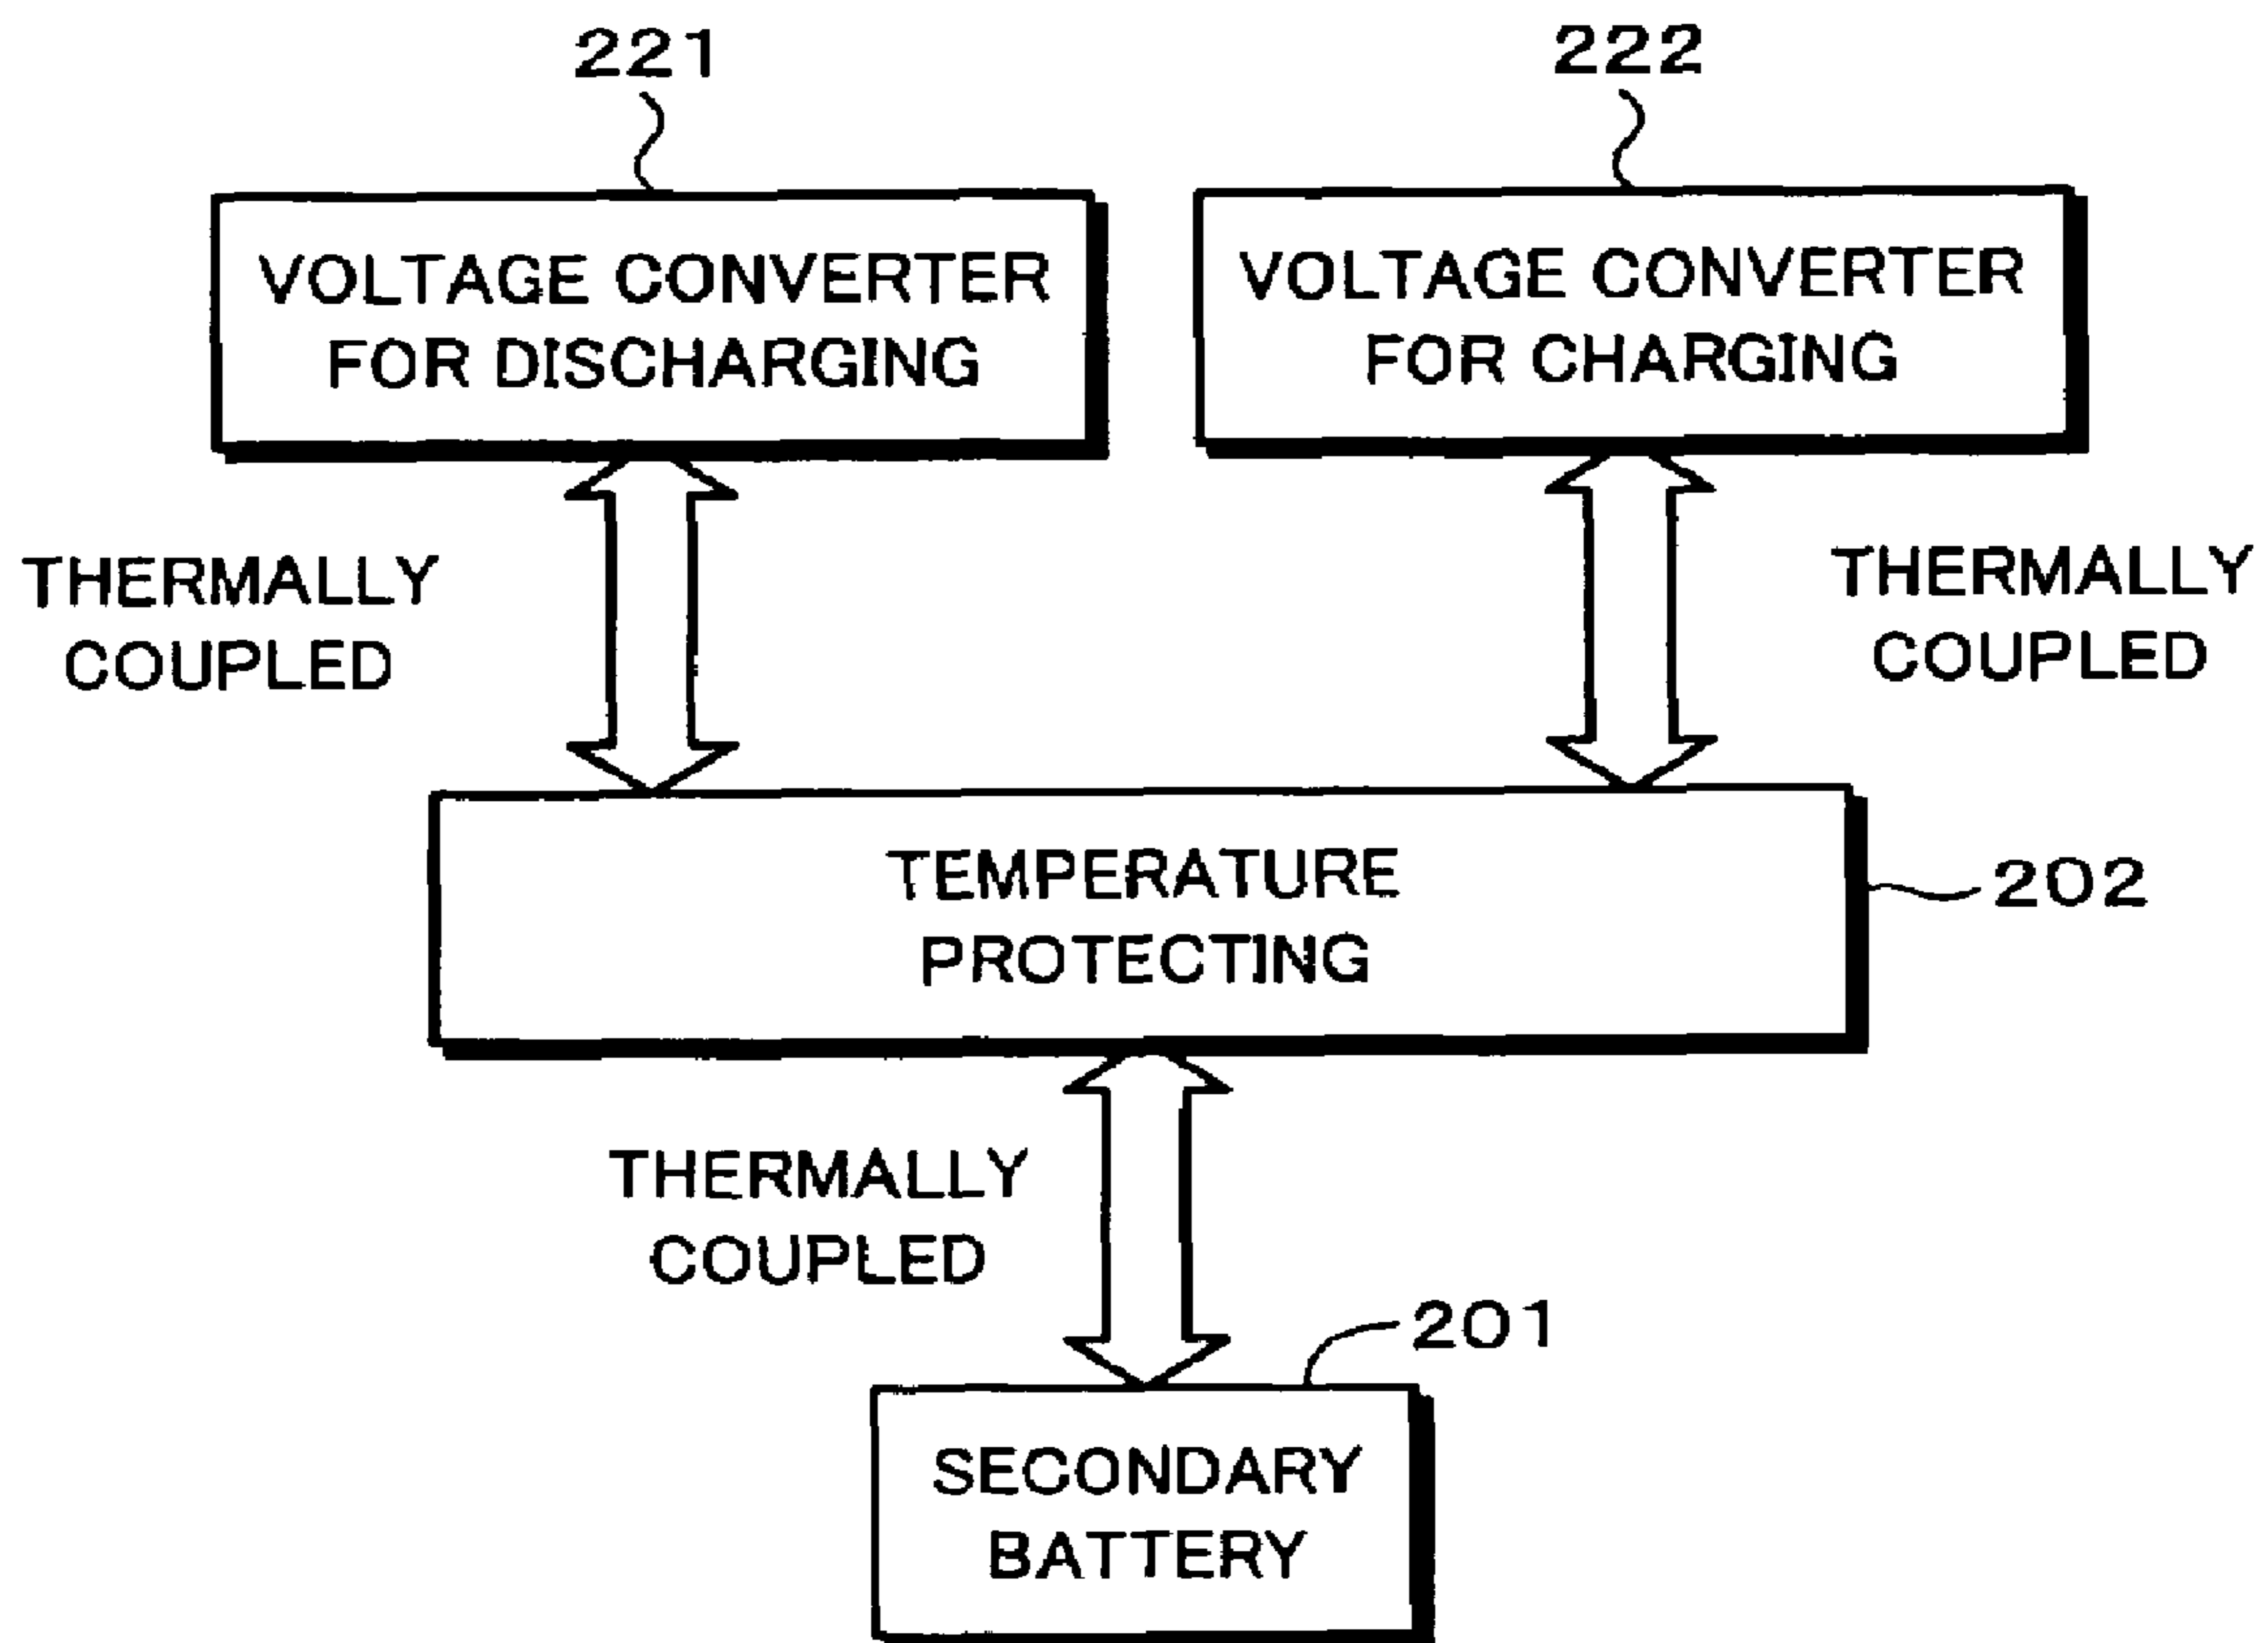 221
222
VOLTAGE CONVERTER
FOR DISCHARGING
VOLTAGE CONVERTER
FOR CHARGING
THERMALLY
COUPLED
THERMALLY
COUPLED
TEMPERATURE
PROTECTING
202
THERMALLY
COUPLED
201
SECONDARY
BATTERY